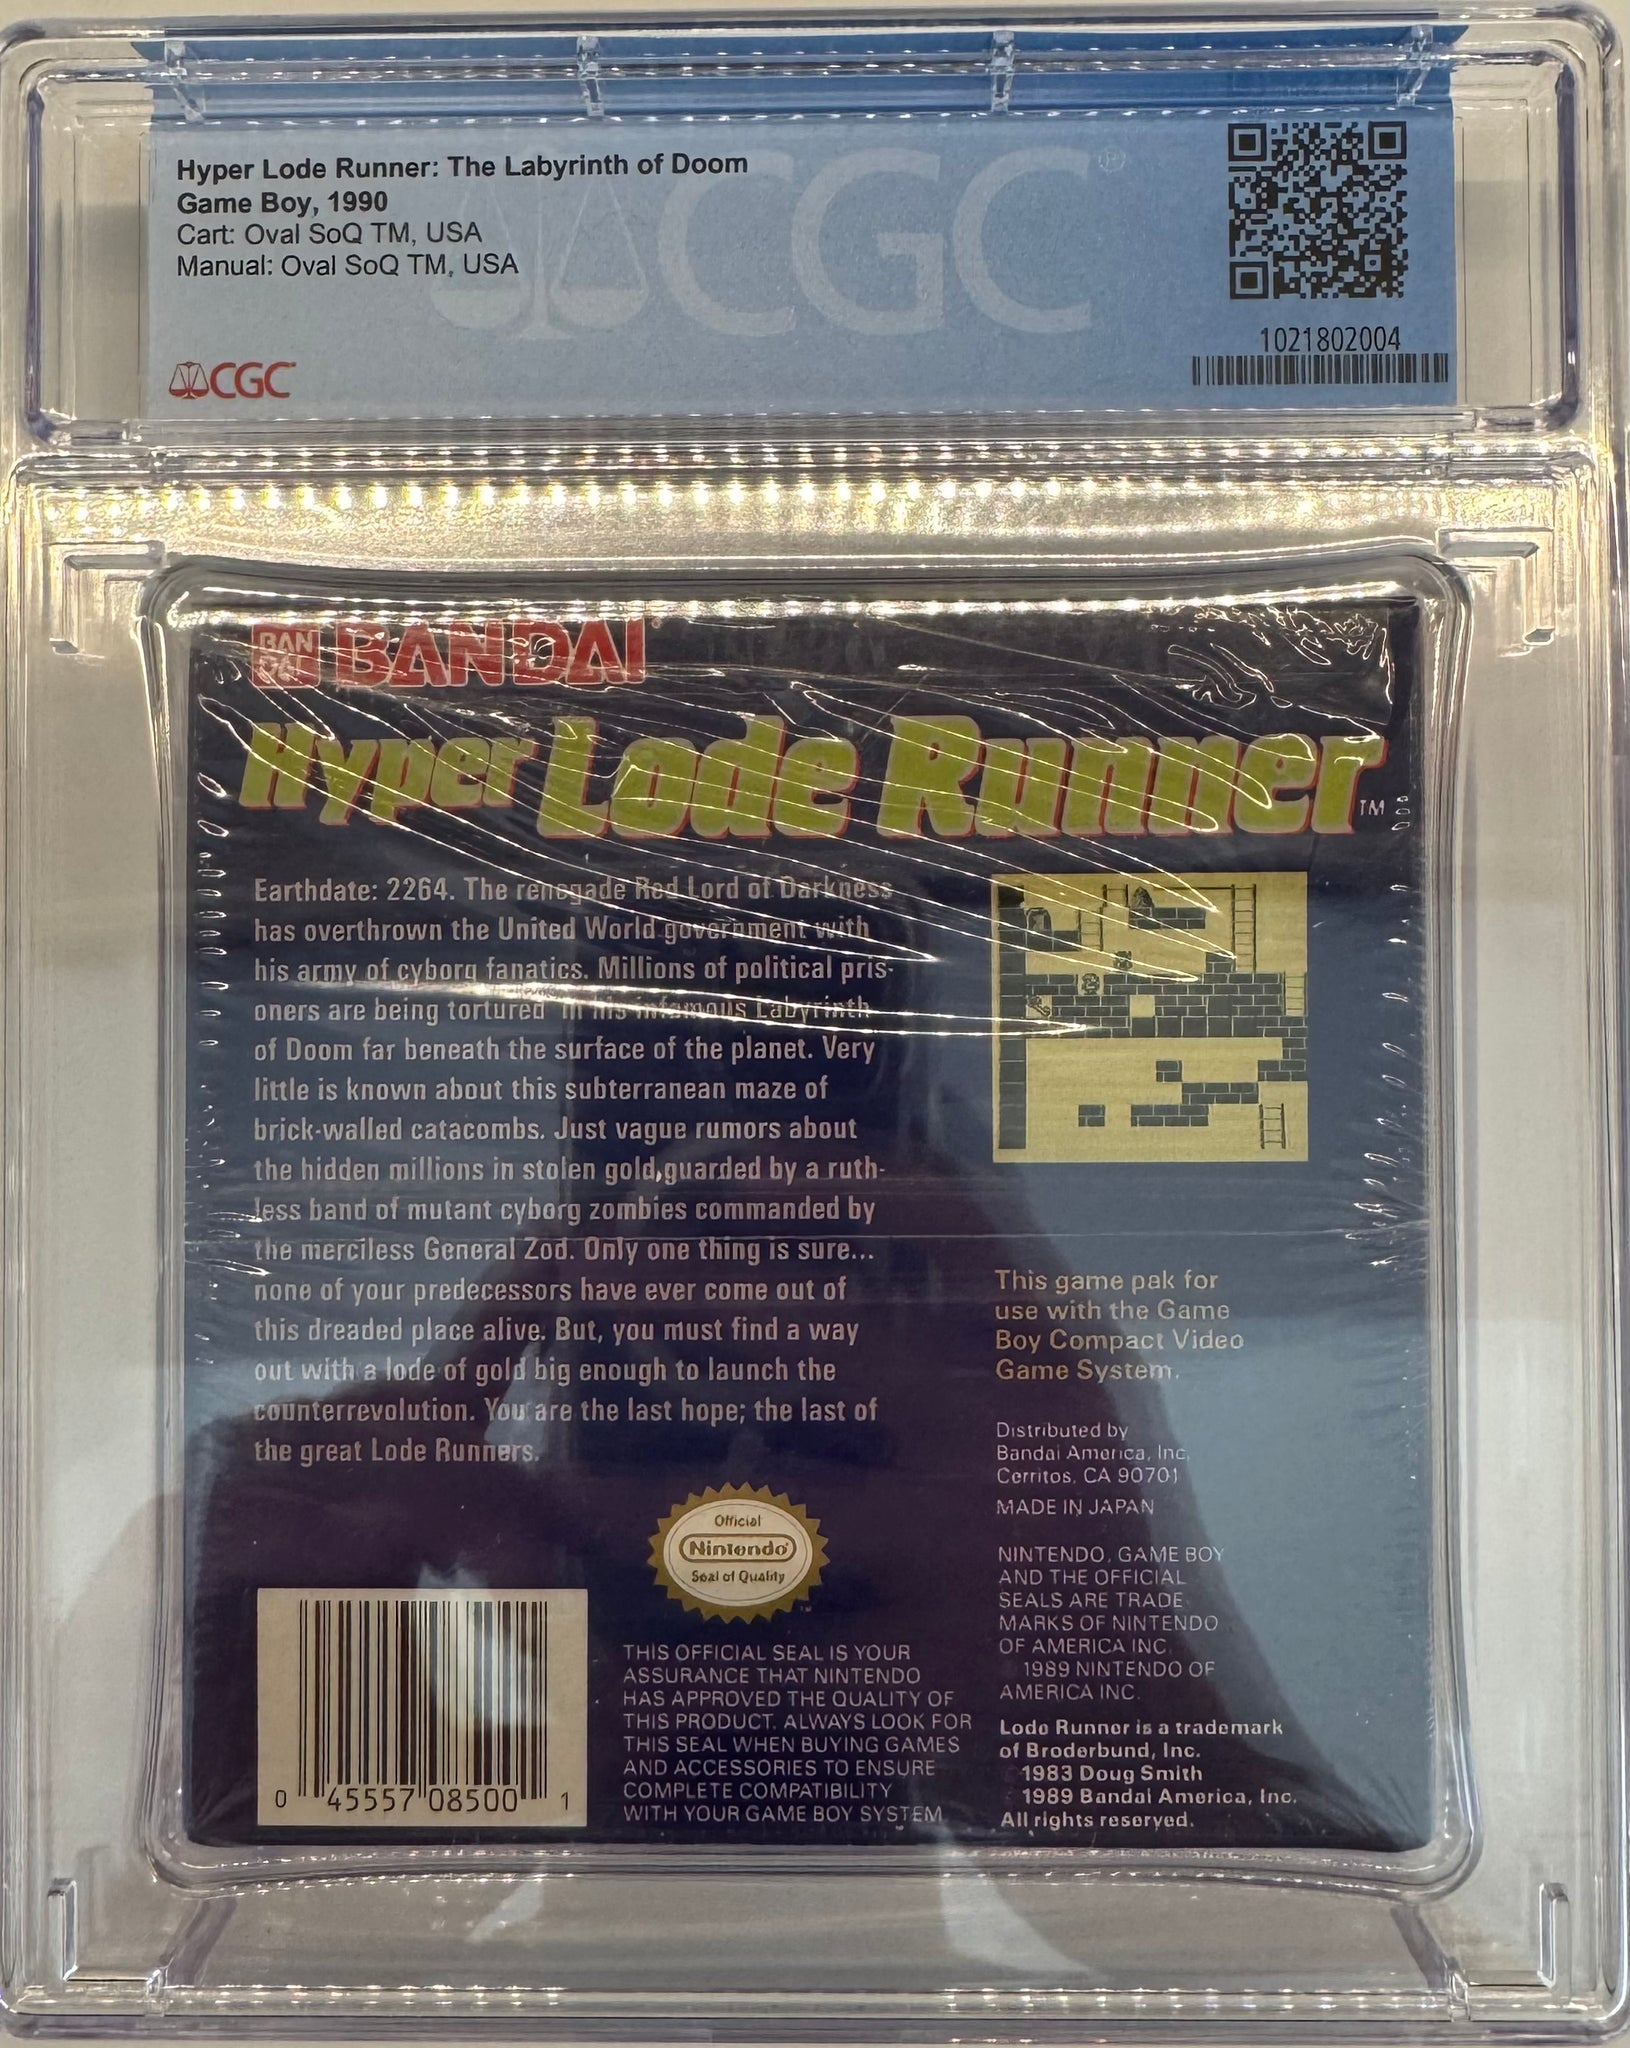 Hyper Lode Runner: The Labyrinth of Doom
Game Boy, 1990
Cart: Oval SoQ TM, USA
Manual: Oval SoQ TM, USA
CGC
®
1021802004
CGC
BAN
DAI
BANDAI
Hyper Lode Runner™
Earthdate: 2264. The renegade Red Lord of Darkness
has overthrown the United World government with
his army of cyborg fanatics. Millions of political pris-
oners are being tortured in his infamous Labyrinth
of Doom far beneath the surface of the planet. Very
little is known about this subterranean maze of
brick-walled catacombs. Just vague rumors about
the hidden millions in stolen gold,guarded by a ruth-
less band of mutant cyborg zombies commanded by
the merciless General Zod. Only one thing is sure...
none of your predecessors have ever come out of
this dreaded place alive. But, you must find a way
out with a lode of gold big enough to launch the
counterrevolution. You are the last hope; the last of
the great Lode Runners.
This game pak for
use with the Game
Boy Compact Video
Game System.
Distributed by
Bandai America, Inc.
Cerritos, CA 90701
MADE IN JAPAN
NINTENDO, GAME BOY
AND THE OFFICIAL
SEALS ARE TRADE
MARKS OF NINTENDO
OF AMERICA INC.
1989 NINTENDO OF
AMERICA INC.
Lode Runner is a trademark
of Broderbund, Inc.
1983 Doug Smith
1989 Bandai America, Inc.
All rights reserved.
Official
Nintendo
Seal of Quality
THIS OFFICIAL SEAL IS YOUR
ASSURANCE THAT NINTENDO
HAS APPROVED THE QUALITY OF
THIS PRODUCT. ALWAYS LOOK FOR
THIS SEAL WHEN BUYING GAMES
AND ACCESSORIES TO ENSURE
COMPLETE COMPATIBILITY
WITH YOUR GAME BOY SYSTEM
0 45557 08500 1